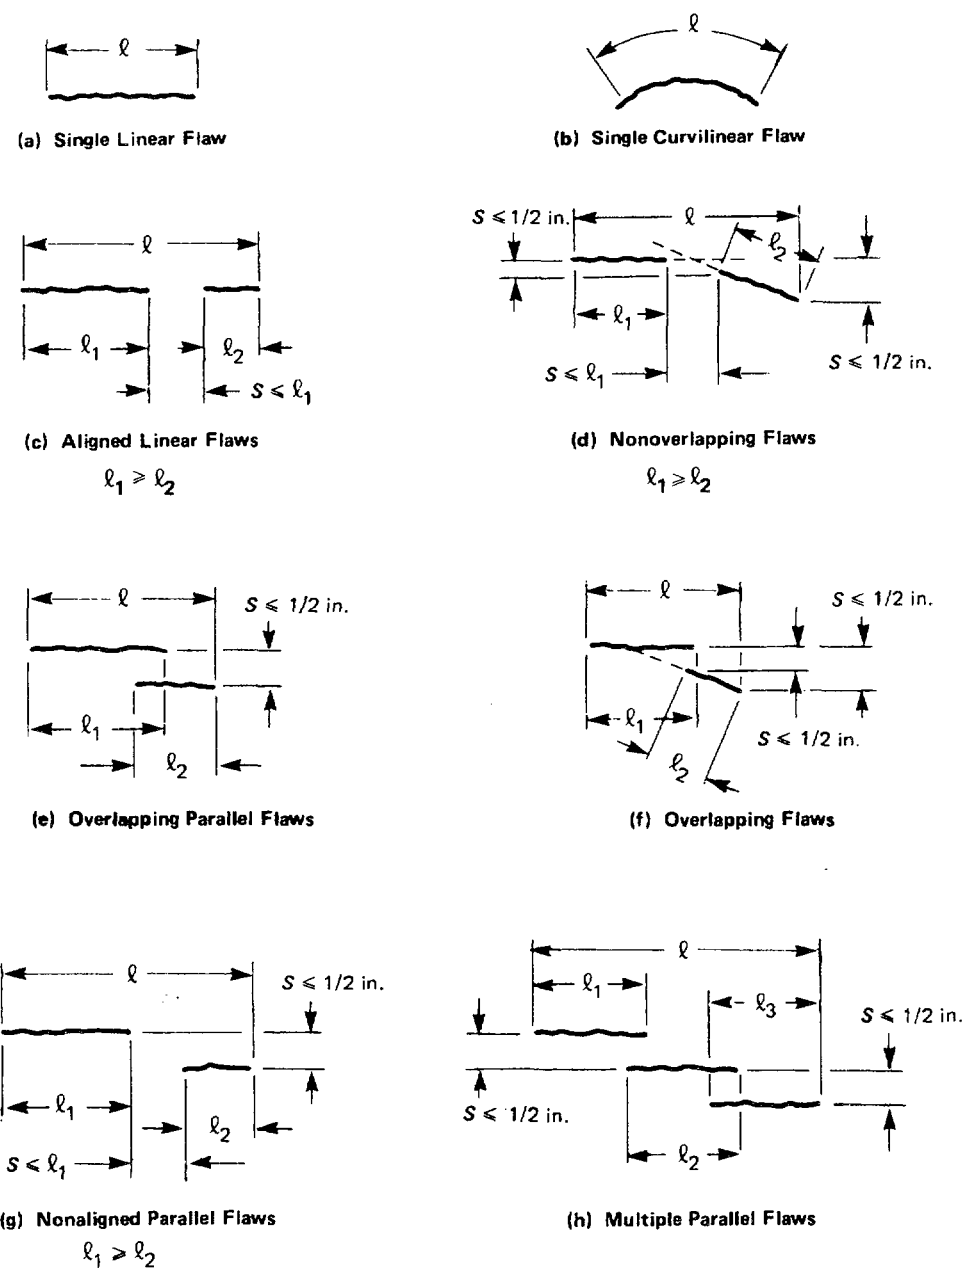 ℓ
(a) Single Linear Flaw
ℓ
(b) Single Curvilinear Flaw
ℓ
ℓ₁
ℓ₂
S ⩽ ℓ₁
(c) Aligned Linear Flaws
ℓ₁ ⩾ ℓ₂
S ⩽ 1/2 in.
ℓ
ℓ₂
ℓ₁
S ⩽ ℓ₁
S ⩽ 1/2 in.
(d) Nonoverlapping Flaws
ℓ₁ ⩾ ℓ₂
ℓ
S ⩽ 1/2 in.
ℓ₁
ℓ₂
(e) Overlapping Parallel Flaws
ℓ
S ⩽ 1/2 in.
ℓ₁
S ⩽ 1/2 in.
ℓ₂
(f) Overlapping Flaws
ℓ
S ⩽ 1/2 in.
ℓ₁
ℓ₂
S ⩽ ℓ₁
(g) Nonaligned Parallel Flaws
ℓ₁ ⩾ ℓ₂
ℓ
ℓ₁
ℓ₃
S ⩽ 1/2 in.
S ⩽ 1/2 in.
ℓ₂
(h) Multiple Parallel Flaws